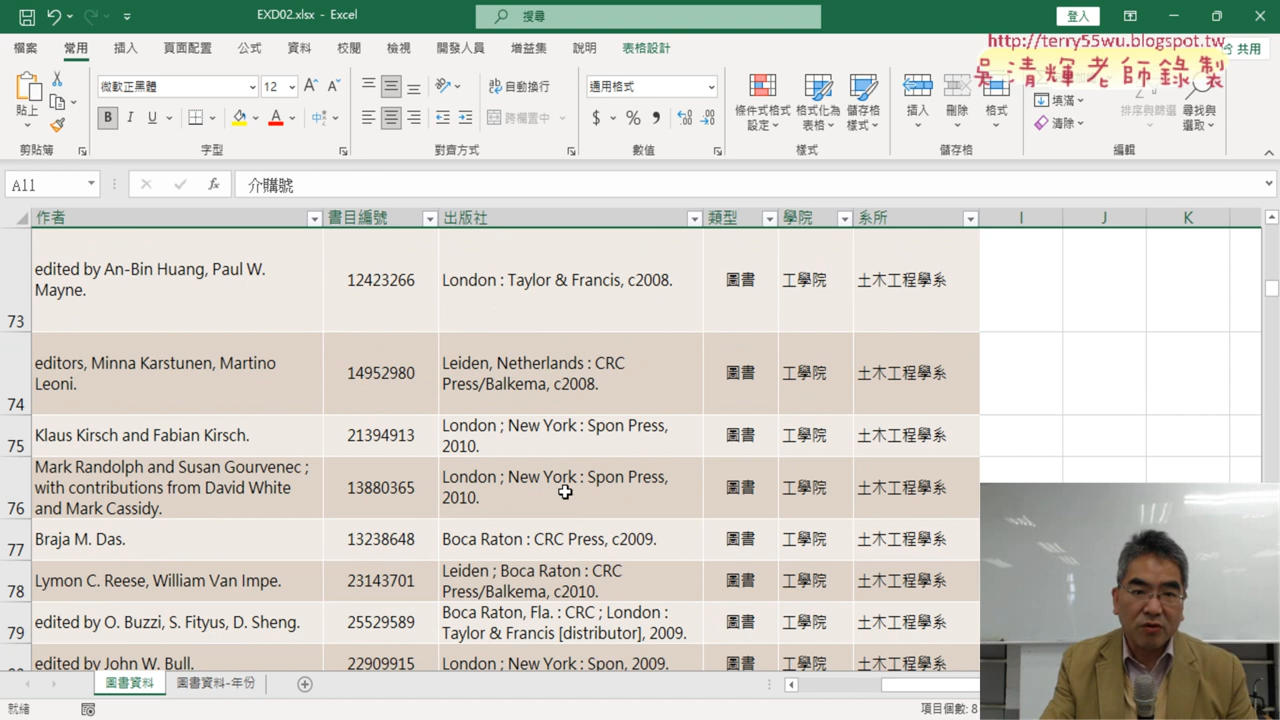 EXD02.xlsx - Excel
搜尋
登入
檔案 常用 插入 頁面配置 公式 資料 校閱 檢視 開發人員 增益集 說明 表格設計
共用
http://terry55wu.blogspot.tw
吳清輝老師錄製
貼上
微軟正黑體 12
B I U
自動換行
跨欄置中
通用格式
條件式格式設定
格式化為表格
儲存格樣式
插入
刪除
格式
填滿
清除
排序與篩選
尋找與選取
剪貼簿 字型 對齊方式 數值 樣式 儲存格 編輯
A11 fx 介購號
作者 書目編號 出版社 類型 學院 系所 I J K
73 edited by An-Bin Huang, Paul W. Mayne. 12423266 London : Taylor & Francis, c2008. 圖書 工學院 土木工程學系
74 editors, Minna Karstunen, Martino Leoni. 14952980 Leiden, Netherlands : CRC Press/Balkema, c2008. 圖書 工學院 土木工程學系
75 Klaus Kirsch and Fabian Kirsch. 21394913 London ; New York : Spon Press, 2010. 圖書 工學院 土木工程學系
76 Mark Randolph and Susan Gourvenec ; with contributions from David White and Mark Cassidy. 13880365 London ; New York : Spon Press, 2010. 圖書 工學院 土木工程學系
77 Braja M. Das. 13238648 Boca Raton : CRC Press, c2009. 圖書 工學院 土木工程學系
78 Lymon C. Reese, William Van Impe. 23143701 Leiden ; Boca Raton : CRC Press/Balkema, c2010. 圖書 工學院 土木工程學系
79 edited by O. Buzzi, S. Fityus, D. Sheng. 25529589 Boca Raton, Fla. : CRC ; London : Taylor & Francis [distributor], 2009. 圖書 工學院 土木工程學系
edited by John W. Bull. 22909915 London ; New York : Spon, 2009. 圖書 工學院 土木工程學系
圖書資料 圖書資料-年份
就緒
項目個數: 8